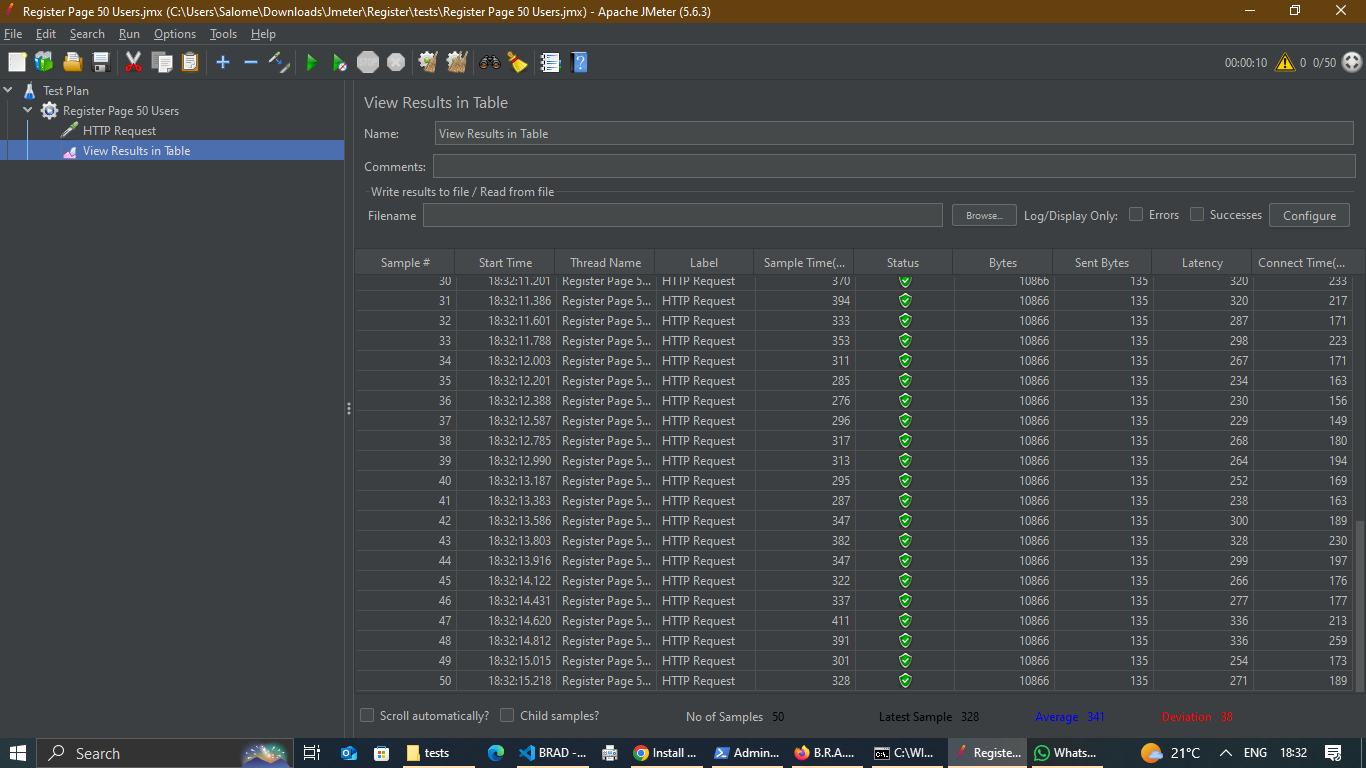 Register Page 50 Users.jmx (C:\Users\Salome\Downloads\Jmeter\Register\tests\Register Page 50 Users.jmx) - Apache JMeter (5.6.3)
File Edit Search Run Options Tools Help
STOP 00:00:10 0 0/50
Test Plan
Register Page 50 Users
HTTP Request
View Results in Table
View Results in Table
Name: View Results in Table
Comments:
Write results to file / Read from file
Filename Browse... Log/Display Only: Errors Successes Configure
Sample # Start Time Thread Name Label Sample Time(... Status Bytes Sent Bytes Latency Connect Time(...
30 18:32:11.201 Register Page 5... HTTP Request 370 10866 135 320 233
31 18:32:11.386 Register Page 5... HTTP Request 394 10866 135 320 217
32 18:32:11.601 Register Page 5... HTTP Request 333 10866 135 287 171
33 18:32:11.788 Register Page 5... HTTP Request 353 10866 135 298 223
34 18:32:12.003 Register Page 5... HTTP Request 311 10866 135 267 171
35 18:32:12.201 Register Page 5... HTTP Request 285 10866 135 234 163
36 18:32:12.388 Register Page 5... HTTP Request 276 10866 135 230 156
37 18:32:12.587 Register Page 5... HTTP Request 296 10866 135 229 149
38 18:32:12.785 Register Page 5... HTTP Request 317 10866 135 268 180
39 18:32:12.990 Register Page 5... HTTP Request 313 10866 135 264 194
40 18:32:13.187 Register Page 5... HTTP Request 295 10866 135 252 169
41 18:32:13.383 Register Page 5... HTTP Request 287 10866 135 238 163
42 18:32:13.586 Register Page 5... HTTP Request 347 10866 135 300 189
43 18:32:13.803 Register Page 5... HTTP Request 382 10866 135 328 230
44 18:32:13.916 Register Page 5... HTTP Request 347 10866 135 299 197
45 18:32:14.122 Register Page 5... HTTP Request 322 10866 135 266 176
46 18:32:14.431 Register Page 5... HTTP Request 337 10866 135 277 177
47 18:32:14.620 Register Page 5... HTTP Request 411 10866 135 336 213
48 18:32:14.812 Register Page 5... HTTP Request 391 10866 135 336 259
49 18:32:15.015 Register Page 5... HTTP Request 301 10866 135 254 173
50 18:32:15.218 Register Page 5... HTTP Request 328 10866 135 271 189
Scroll automatically? Child samples? No of Samples 50 Latest Sample 328 Average 341 Deviation 38
Search tests BRAD -... Install ... Admin... B.R.A.... C:\WI... Registe... Whats... 21°C ENG 18:32